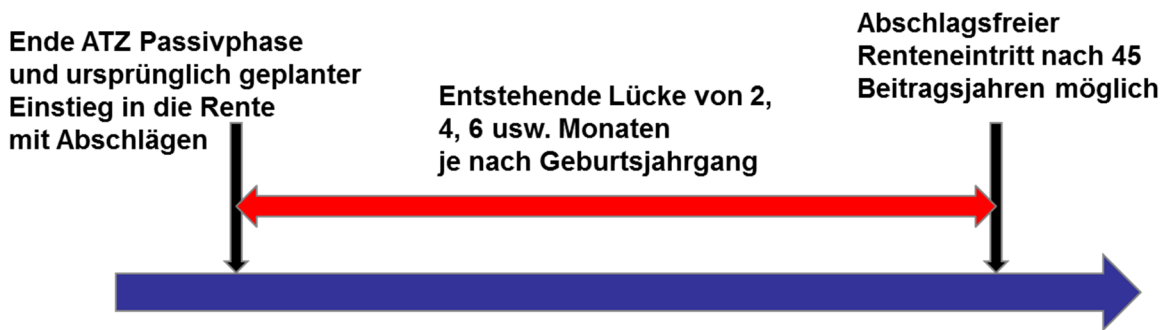 Ende ATZ Passivphase
und ursprünglich geplanter
Einstieg in die Rente
mit Abschlägen
Entstehende Lücke von 2,
4, 6 usw. Monaten
je nach Geburtsjahrgang
Abschlagsfreier
Renteneintritt nach 45
Beitragsjahren möglich